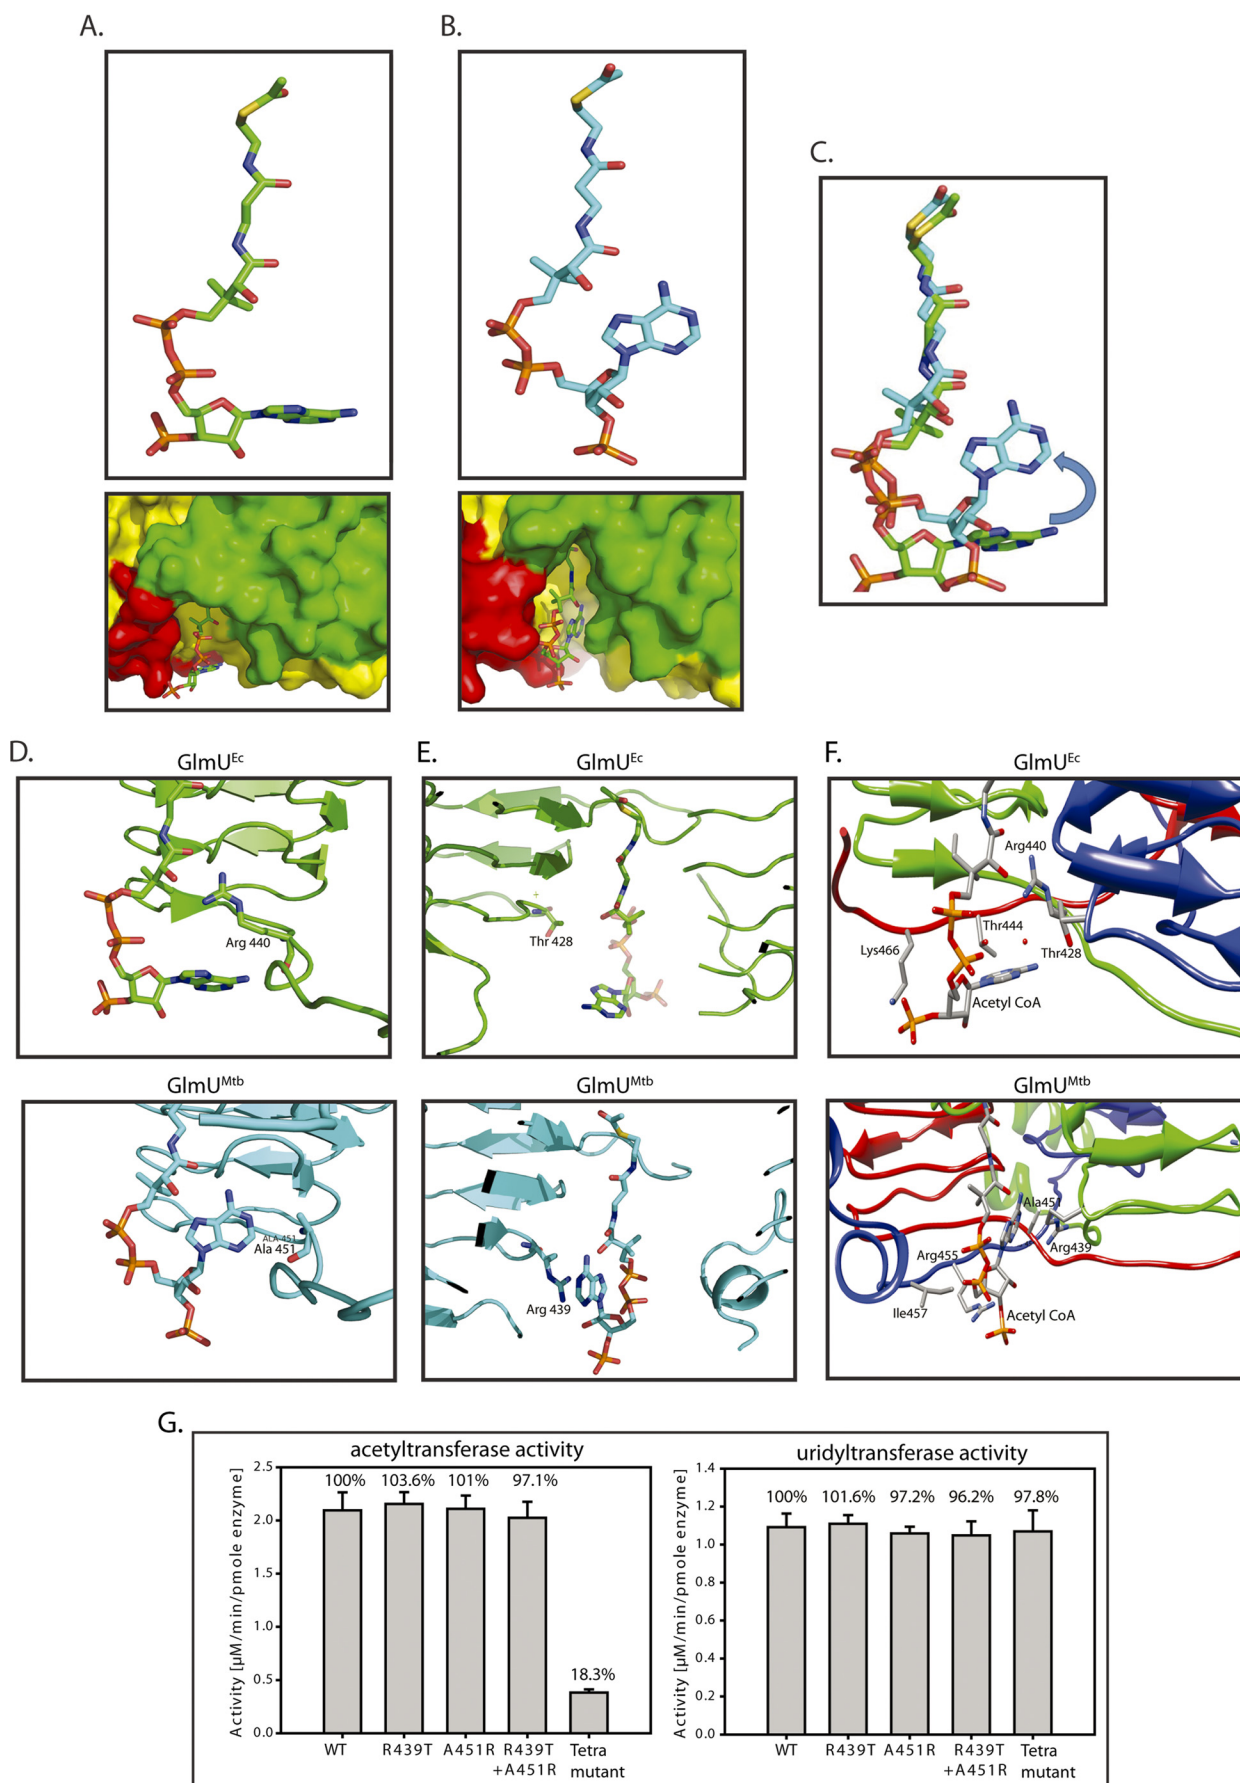 A.
B.
C.
D.
GlmU^Ec
Arg 440
GlmU^Mtb
ALA 451
Ala 451
E.
GlmU^Ec
Thr 428
GlmU^Mtb
Arg 439
F.
GlmU^Ec
Arg440
Thr444
Lys466
Thr428
Acetyl CoA
GlmU^Mtb
Ala451
Arg439
Arg455
Ile457
Acetyl CoA
G.
acetyltransferase activity
Activity [µM/min/pmole enzyme]
2.5
2.0
1.5
1.0
0.5
0.0
100%
103.6%
101%
97.1%
18.3%
WT
R439T
A451R
R439T
+A451R
Tetra
mutant
uridyltransferase activity
Activity [µM/min/pmole enzyme]
1.4
1.2
1.0
0.8
0.6
0.4
0.2
0.0
100%
101.6%
97.2%
96.2%
97.8%
WT
R439T
A451R
R439T
+A451R
Tetra
mutant